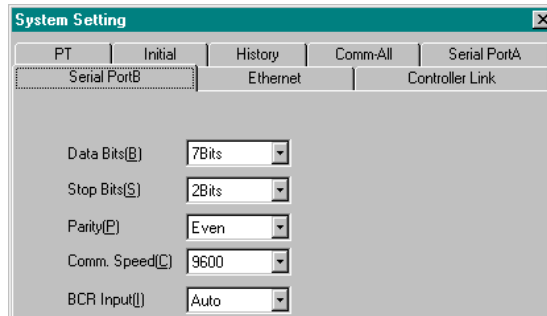 System Setting
PT Initial History Comm-All Serial PortA
Serial PortB Ethernet Controller Link
Data Bits(B) 7Bits
Stop Bits(S) 2Bits
Parity(P) Even
Comm. Speed(C) 9600
BCR Input(I) Auto